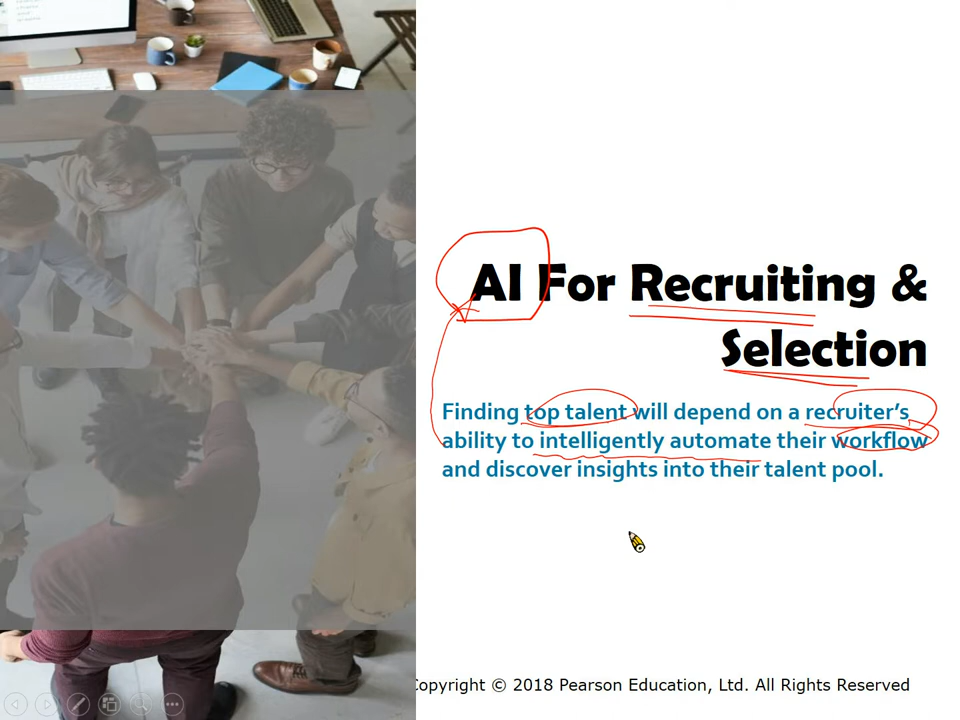 AI For Recruiting &
Selection
Finding top talent will depend on a recruiter's
ability to intelligently automate their workflow
and discover insights into their talent pool.
Copyright © 2018 Pearson Education, Ltd. All Rights Reserved